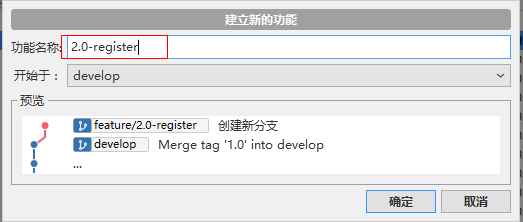 建立新的功能
功能名称: 2.0-register
开始于： develop
预览
feature/2.0-register 创建新分支
develop Merge tag '1.0' into develop
...
确定 取消